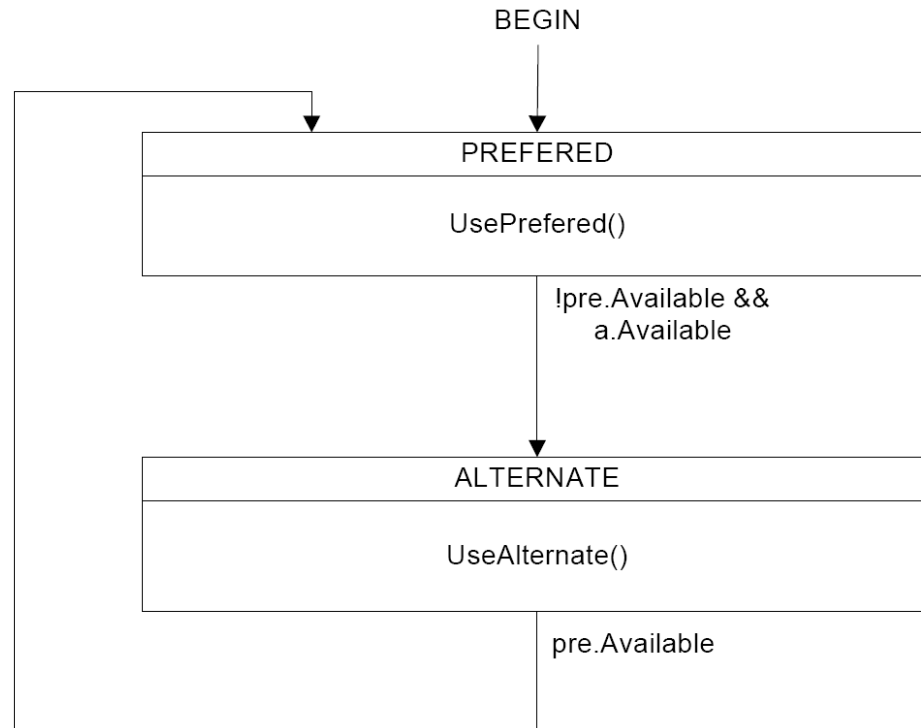 BEGIN
PREFERED
UsePrefered()
!pre.Available &&
a.Available
ALTERNATE
UseAlternate()
pre.Available